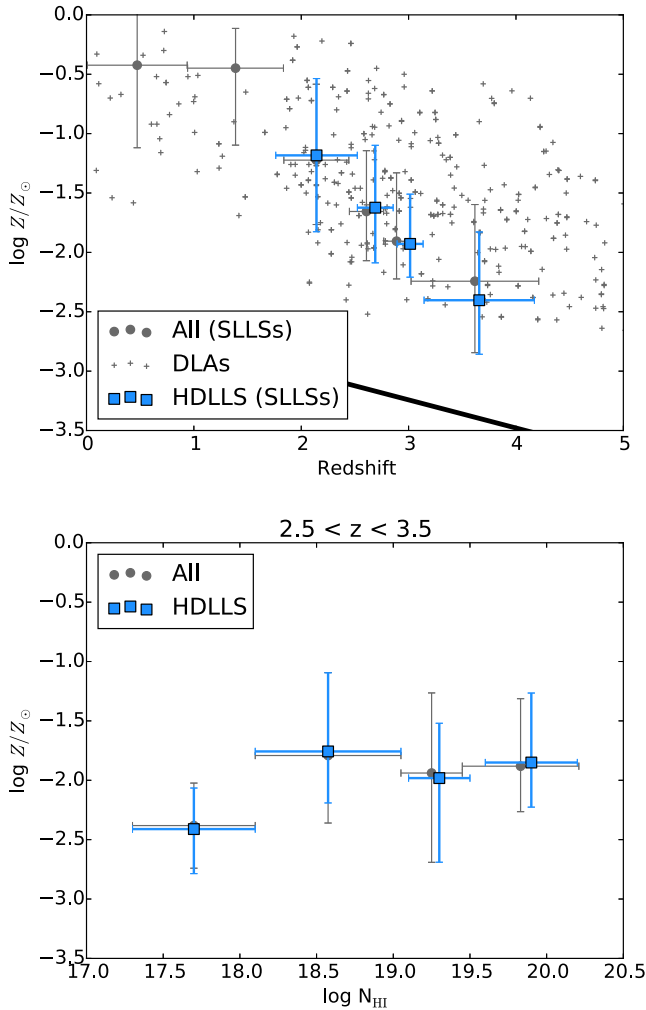 0.0
−0.5
−1.0
−1.5
−2.0
−2.5
−3.0
−3.5
log Z/Z⊙
All (SLLSs)
DLAs
HDLLS (SLLSs)
0 1 2 3 4 5
Redshift
2.5 < z < 3.5
0.0
−0.5
−1.0
−1.5
−2.0
−2.5
−3.0
−3.5
log Z/Z⊙
All
HDLLS
17.0 17.5 18.0 18.5 19.0 19.5 20.0 20.5
log N_HI